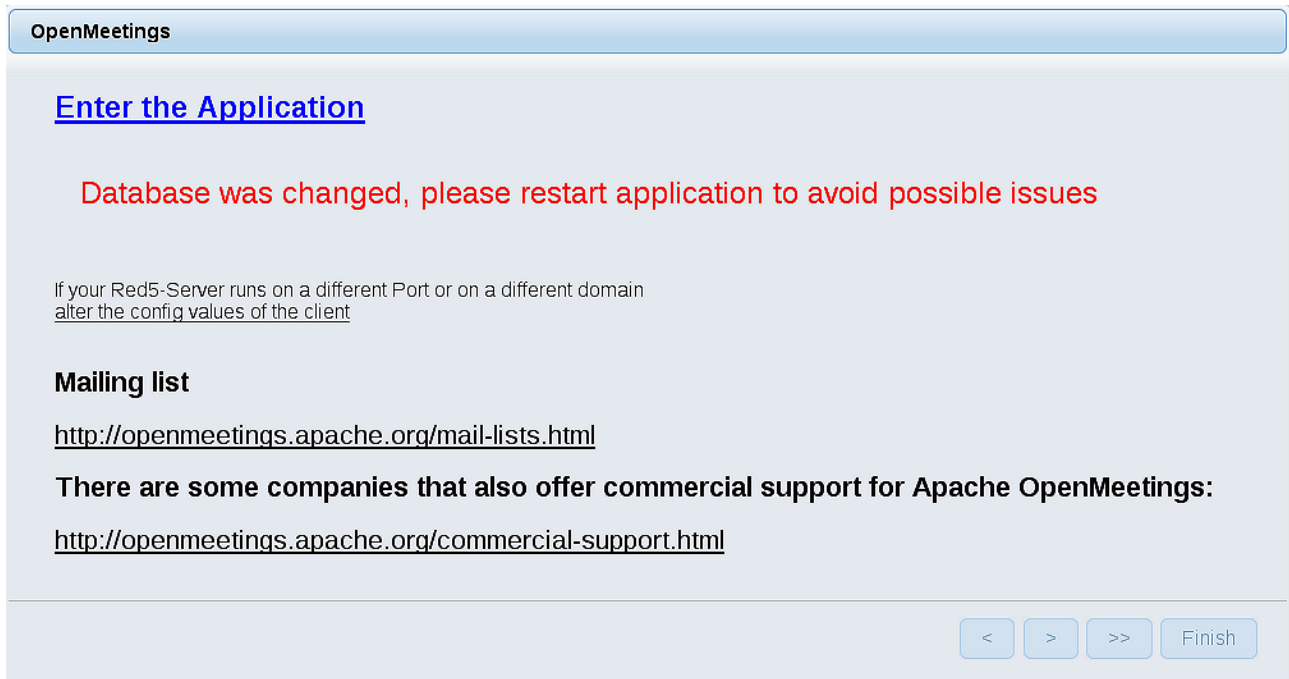 OpenMeetings
Enter the Application
Database was changed, please restart application to avoid possible issues
If your Red5-Server runs on a different Port or on a different domain
alter the config values of the client
Mailing list
http://openmeetings.apache.org/mail-lists.html
There are some companies that also offer commercial support for Apache OpenMeetings:
http://openmeetings.apache.org/commercial-support.html
< > >> Finish